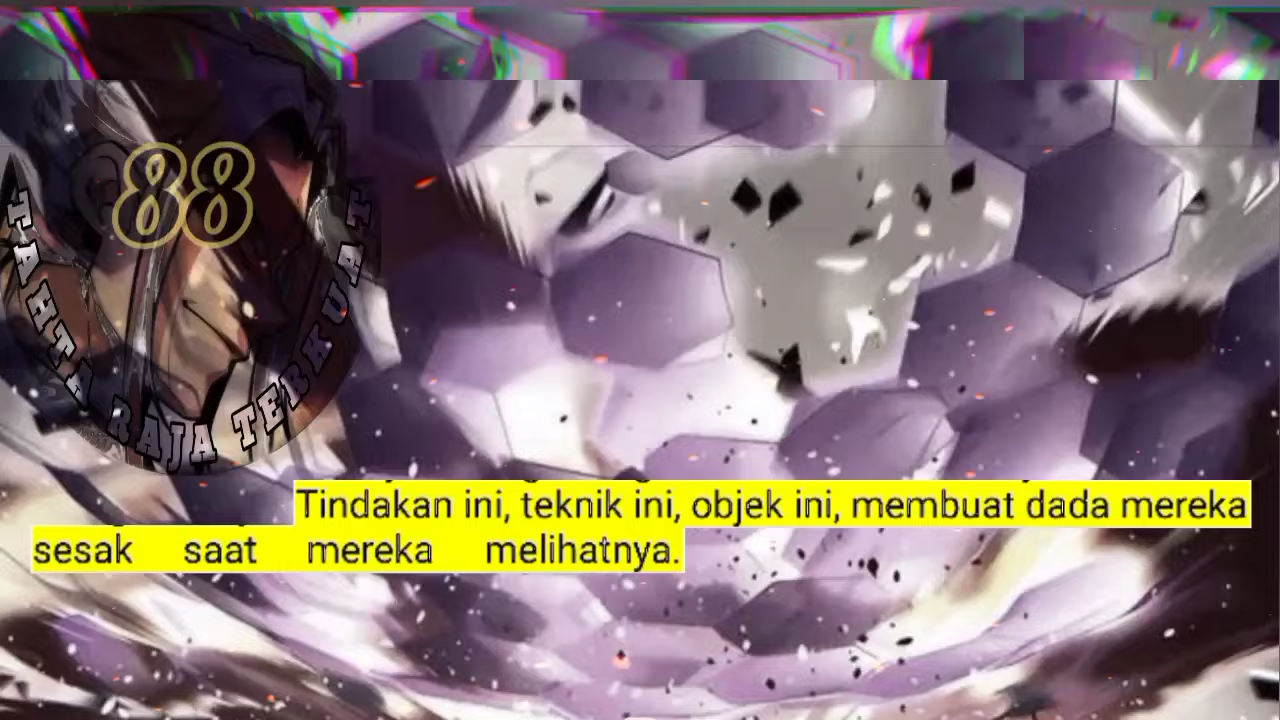 88
TAHTA RAJA TERKUAT
Tindakan ini, teknik ini, objek ini, membuat dada mereka
sesak saat mereka melihatnya.